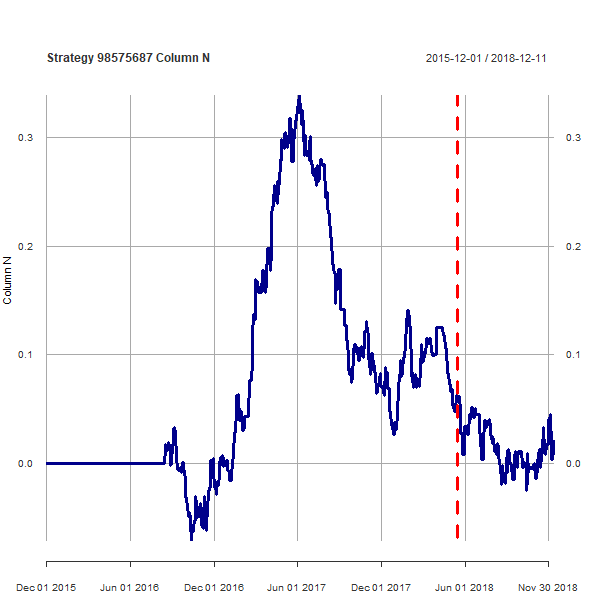 Strategy 98575687 Column N
2015-12-01 / 2018-12-11
0.3
0.3
0.2
0.2
Column N
0.1
0.1
0.0
0.0
Dec 01 2015
Jun 01 2016
Dec 01 2016
Jun 01 2017
Dec 01 2017
Jun 01 2018
Nov 30 2018